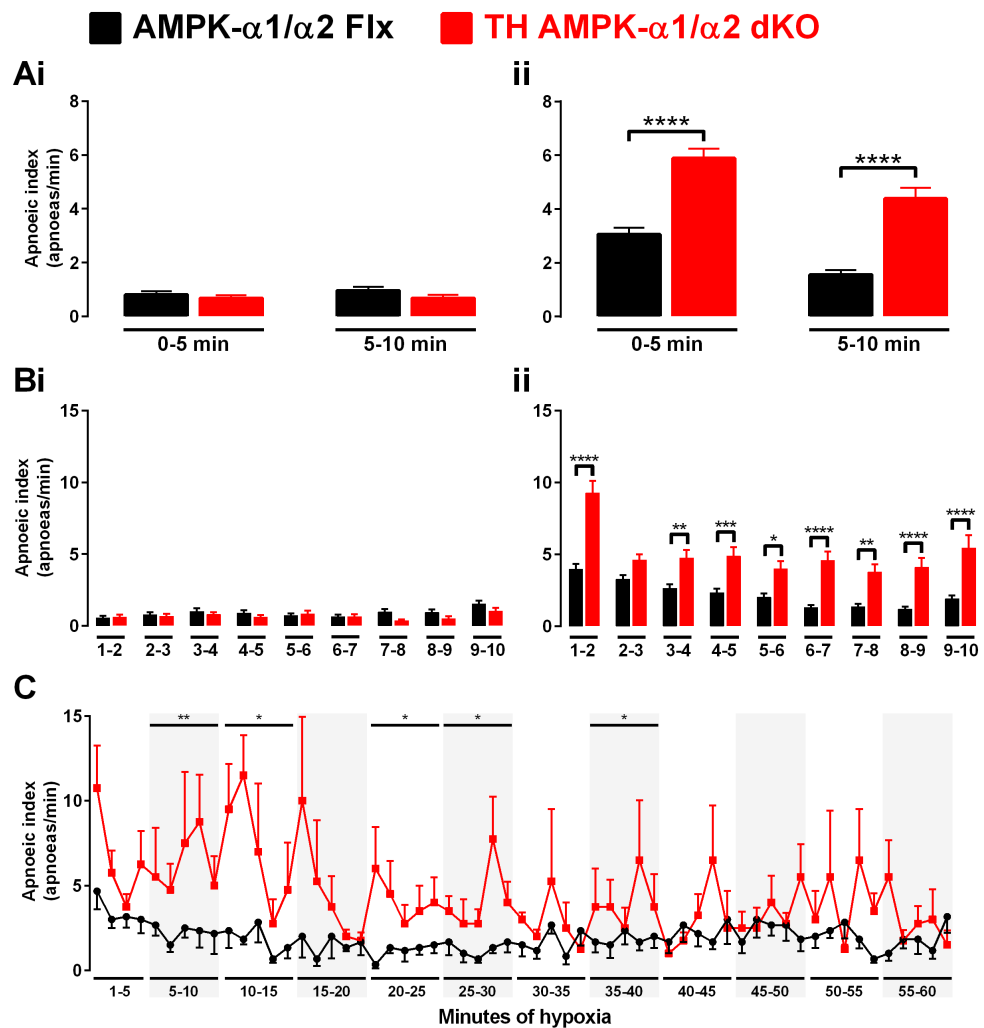 AMPK-α1/α2 Flx TH AMPK-α1/α2 dKO
Ai ii
Apnoeic index
(apnoeas/min)
8
6
4
2
0
0-5 min 5-10 min
8
6
4
2
0
**** ****
0-5 min 5-10 min
Bi ii
Apnoeic index
(apnoeas/min)
15
10
5
0
1-2 2-3 3-4 4-5 5-6 6-7 7-8 8-9 9-10
15
10
5
0
**** ** *** * **** ** **** ****
1-2 2-3 3-4 4-5 5-6 6-7 7-8 8-9 9-10
C
Apnoeic index
(apnoeas/min)
15
10
5
0
** * * * *
1-5 5-10 10-15 15-20 20-25 25-30 30-35 35-40 40-45 45-50 50-55 55-60
Minutes of hypoxia